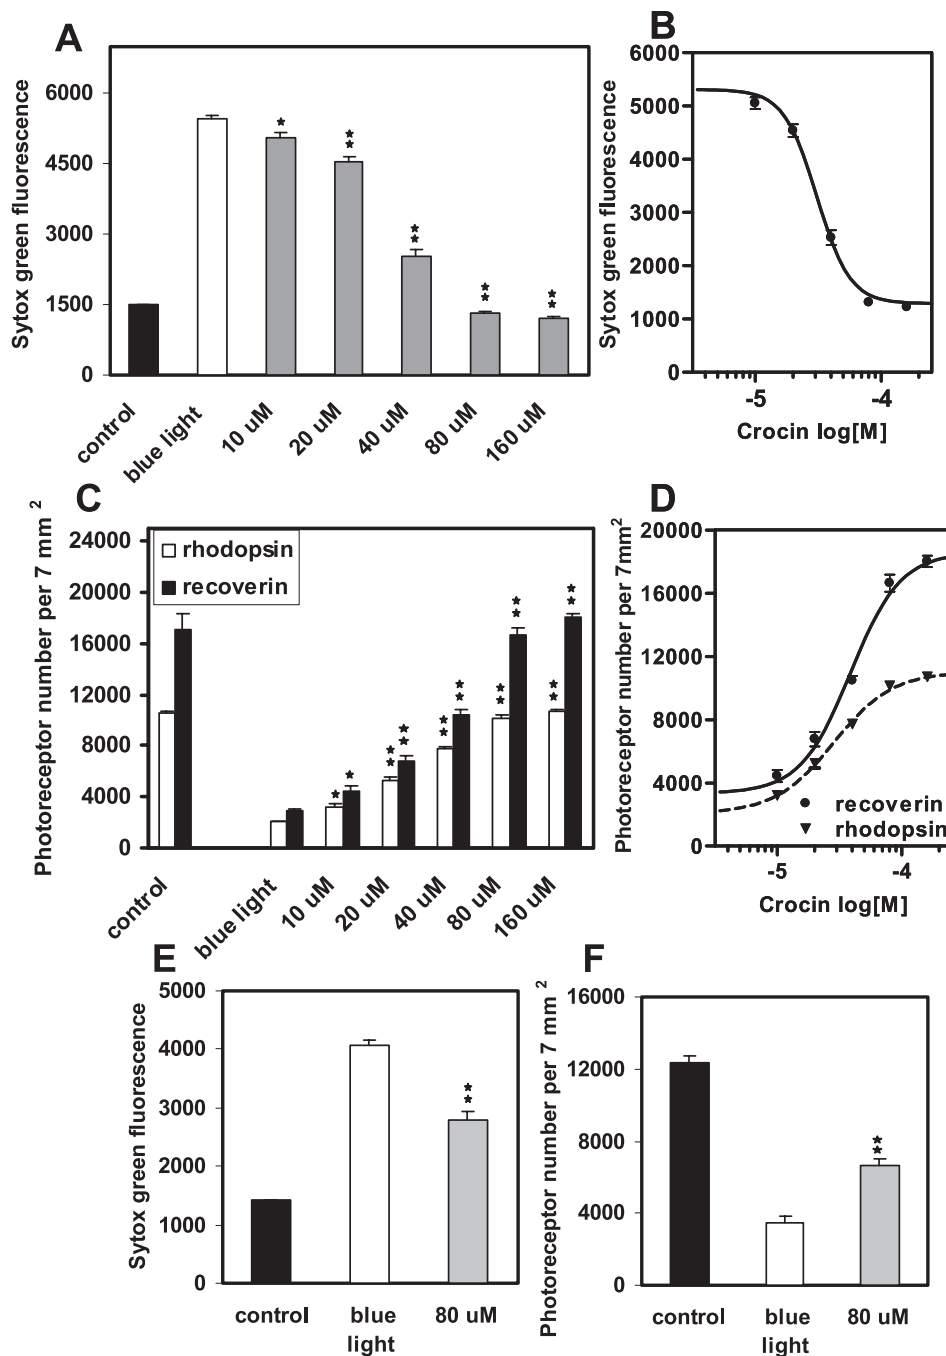 A
Sytox green fluorescence
6000
4500
3000
1500
0
*
**
**
**
**
control
blue light
10 uM
20 uM
40 uM
80 uM
160 uM
B
Sytox green fluorescence
6000
5000
4000
3000
2000
1000
0
-5
-4
Crocin log[M]
C
Photoreceptor number per 7 mm 2
24000
20000
16000
12000
8000
4000
0
rhodopsin
recoverin
*
*
**
**
**
**
**
**
**
**
control
blue light
10 uM
20 uM
40 uM
80 uM
160 uM
D
Photoreceptor number per 7mm2
20000
16000
12000
8000
4000
0
recoverin
rhodopsin
-5
-4
Crocin log[M]
E
Sytox green fluorescence
5000
4000
3000
2000
1000
0
**
control
blue
light
80 uM
F
Photoreceptor number per 7 mm 2
16000
12000
8000
4000
0
**
control
blue
light
80 uM